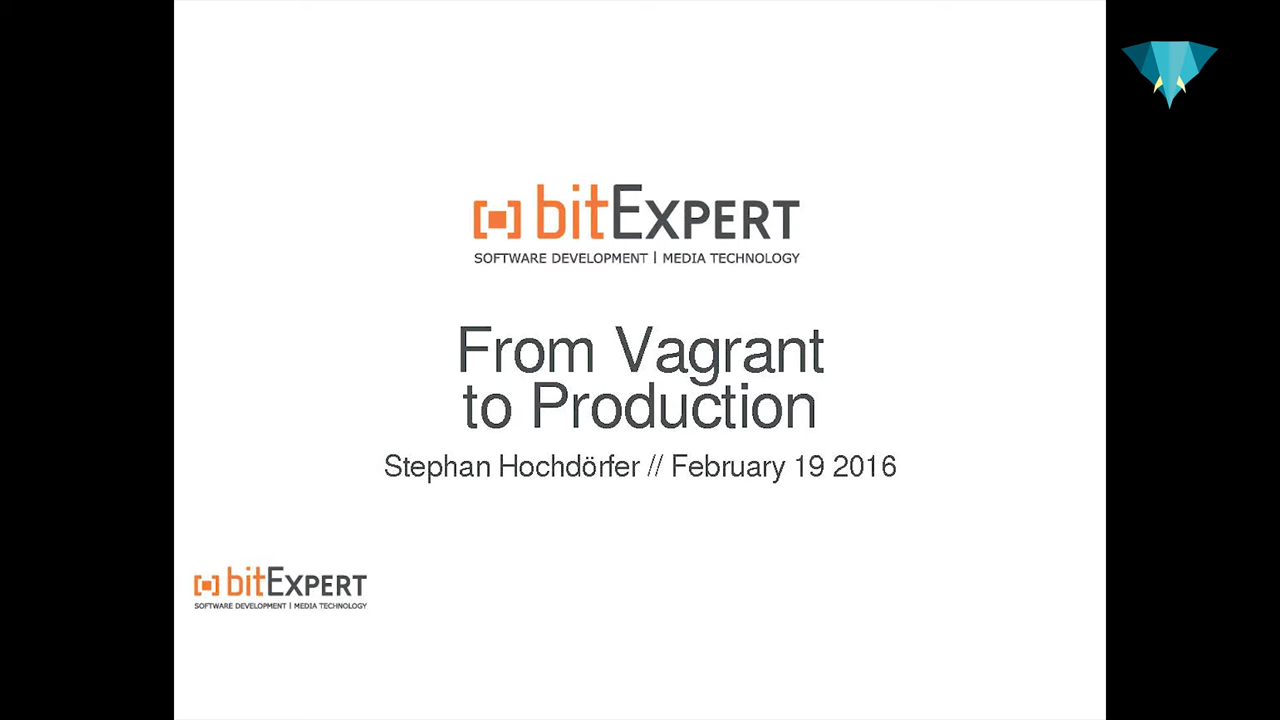 bitExpert
SOFTWARE DEVELOPMENT | MEDIA TECHNOLOGY
From Vagrant
to Production
Stephan Hochdörfer // February 19 2016
bitExpert
SOFTWARE DEVELOPMENT | MEDIA TECHNOLOGY